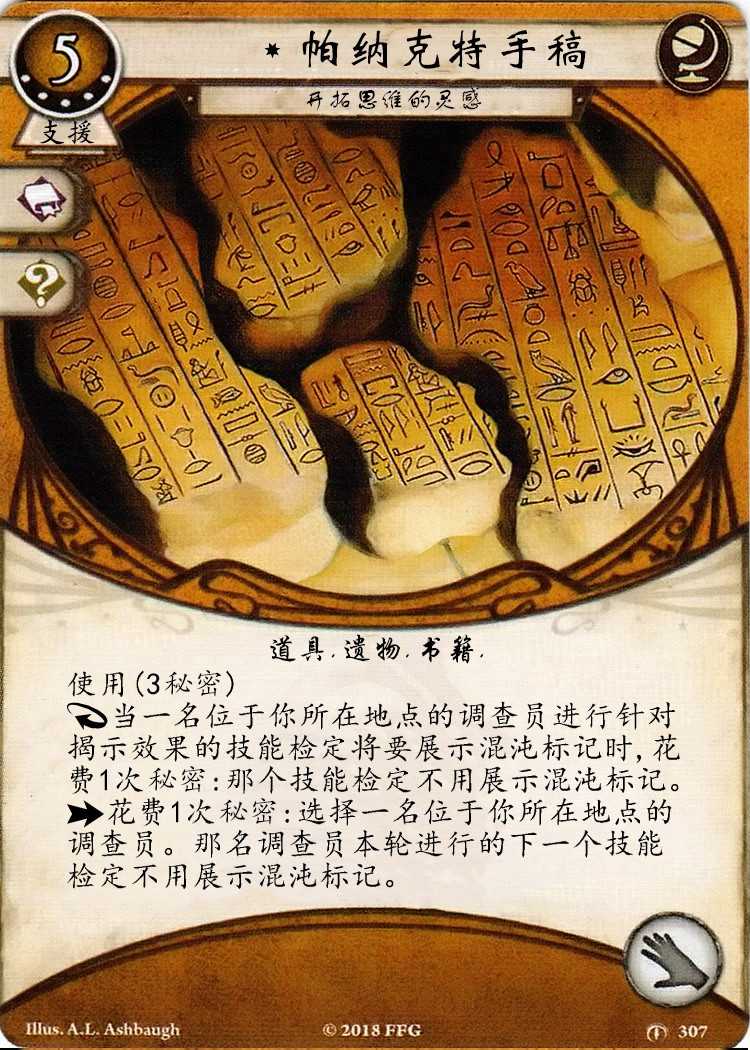 5
帕纳克特手稿
开拓思维的灵感
支援
道具.遗物.书籍.
使用(3秘密)
当一名位于你所在地点的调查员进行针对
揭示效果的技能检定将要展示混沌标记时,花
费1次秘密:那个技能检定不用展示混沌标记。
花费1次秘密:选择一名位于你所在地点的
调查员。那名调查员本轮进行的下一个技能
检定不用展示混沌标记。
Illus. A.L. Ashbaugh
© 2018 FFG
307